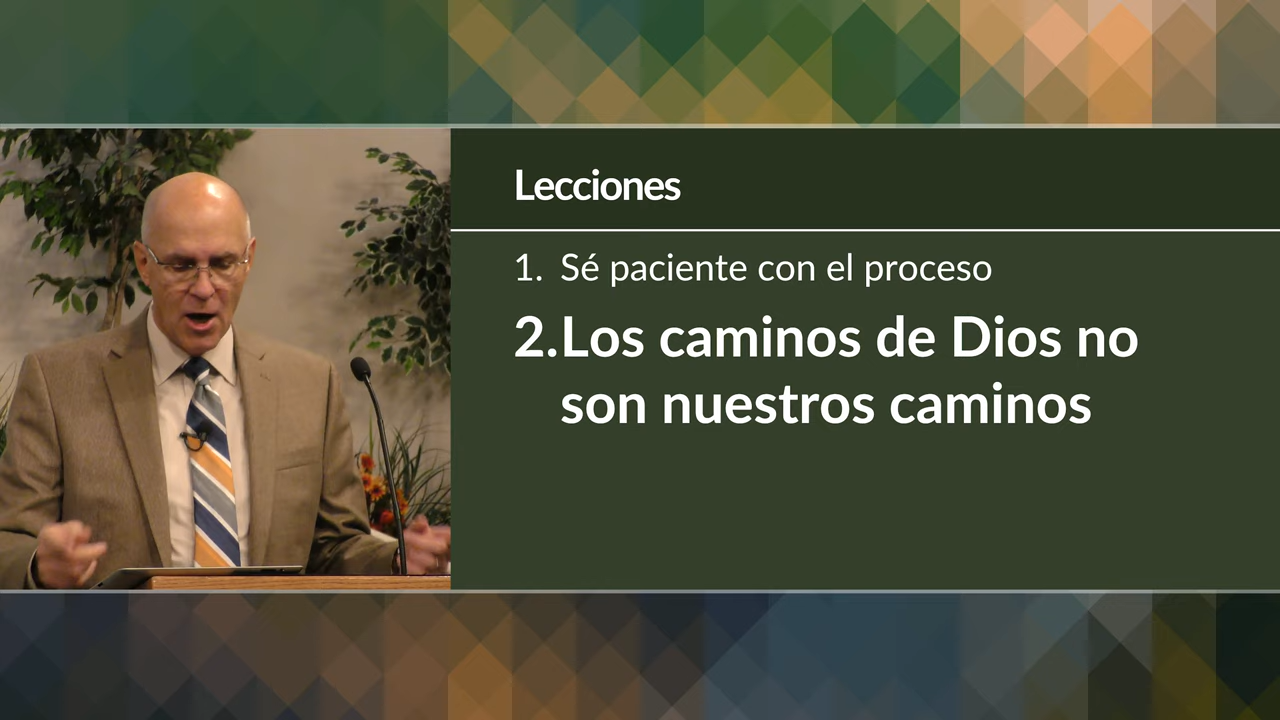 Lecciones
1. Sé paciente con el proceso
2.Los caminos de Dios no
son nuestros caminos